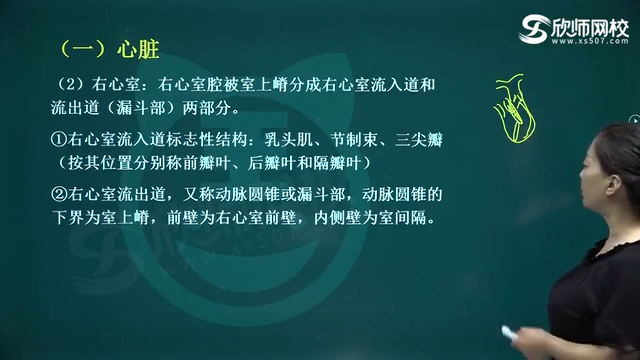 欣师网校
www.xs507.com
（一）心脏
（2）右心室：右心室腔被室上嵴分成右心室流入道和
流出道（漏斗部）两部分。
①右心室流入道标志性结构：乳头肌、节制束、三尖瓣
（按其位置分别称前瓣叶、后瓣叶和隔瓣叶）
②右心室流出道，又称动脉圆锥或漏斗部，动脉圆锥的
下界为室上嵴，前壁为右心室前壁，内侧壁为室间隔。